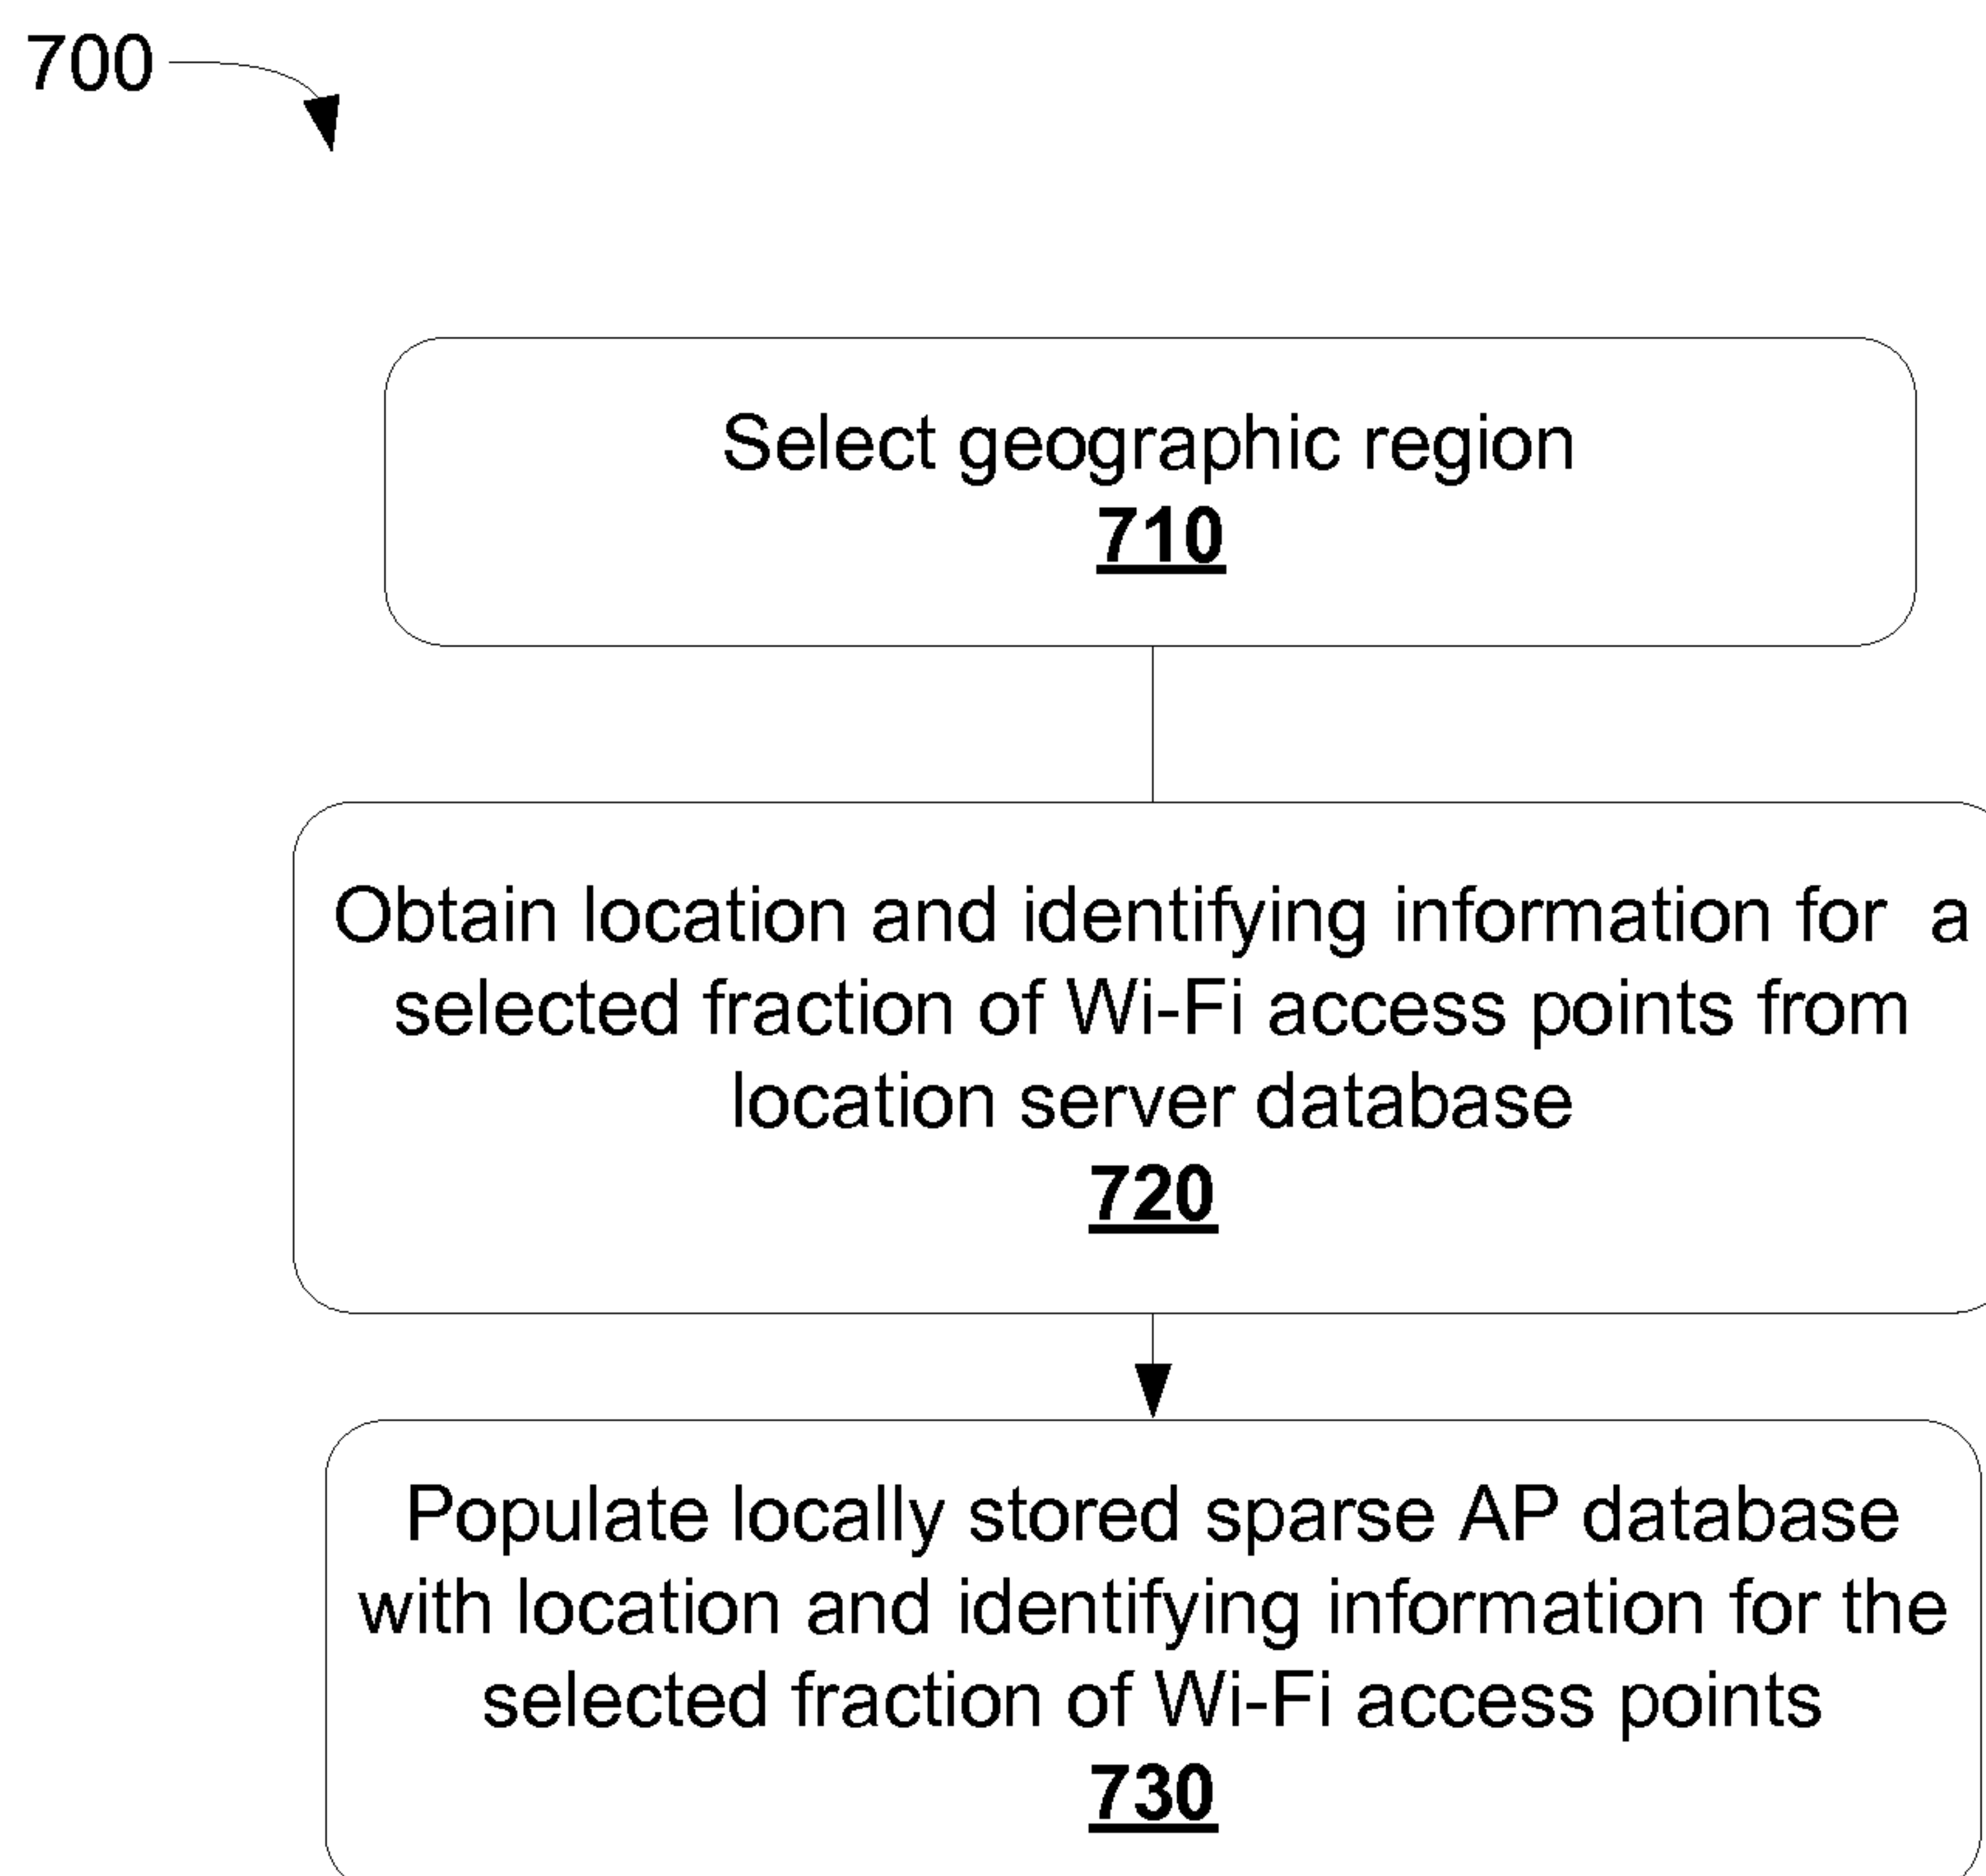 700
Select geographic region
710
Obtain location and identifying information for a
selected fraction of Wi-Fi access points from
location server database
720
Populate locally stored sparse AP database
with location and identifying information for the
selected fraction of Wi-Fi access points
730